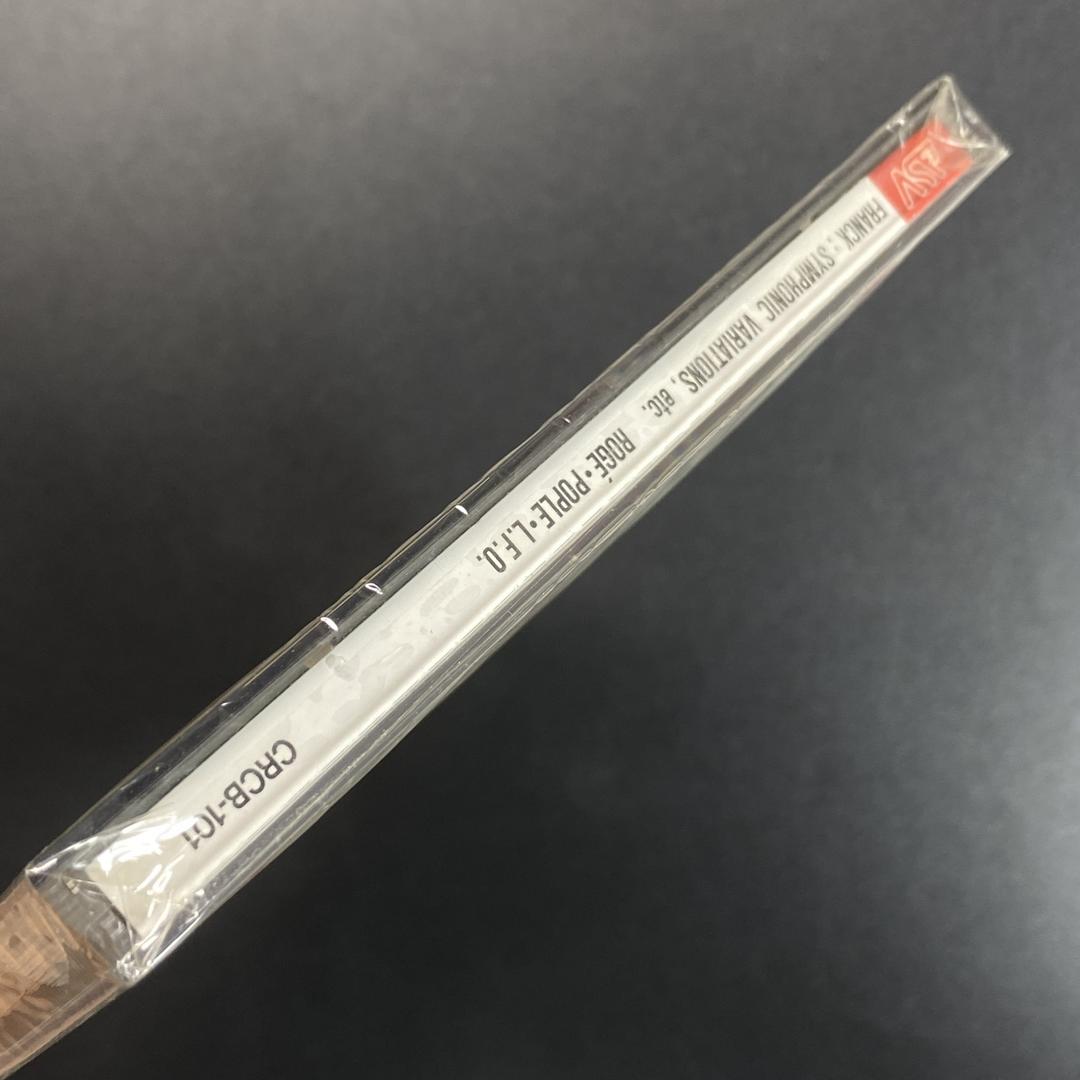 ASV
FRANCK : SYMPHONIC VARIATIONS, etc.
ROGÉ • POPLE • L.F.O.
CRCB-101